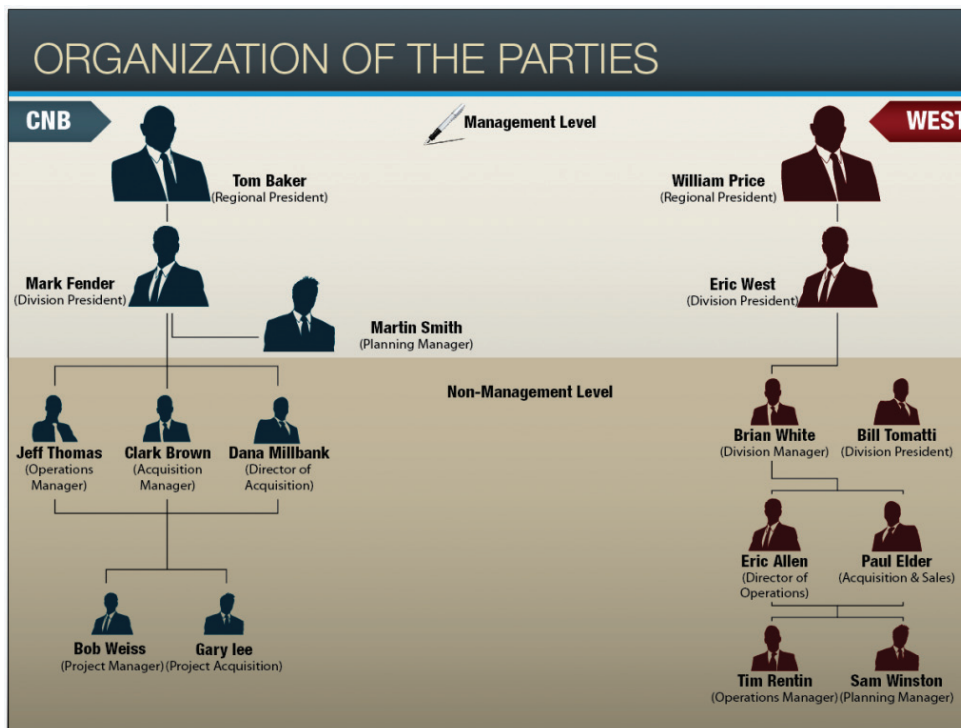 ORGANIZATION OF THE PARTIES
CNB
Management Level
WEST
Tom Baker
(Regional President)
William Price
(Regional President)
Mark Fender
(Division President)
Eric West
(Division President)
Martin Smith
(Planning Manager)
Non-Management Level
Jeff Thomas
(Operations
Manager)
Clark Brown
(Acquisition
Manager)
Dana Millbank
(Director of
Acquisition)
Brian White
(Division Manager)
Bill Tomatti
(Division President)
Eric Allen
(Director of
Operations)
Paul Elder
(Acquisition & Sales)
Bob Weiss
(Project Manager)
Gary lee
(Project Acquisition)
Tim Rentin
(Operations Manager)
Sam Winston
(Planning Manager)